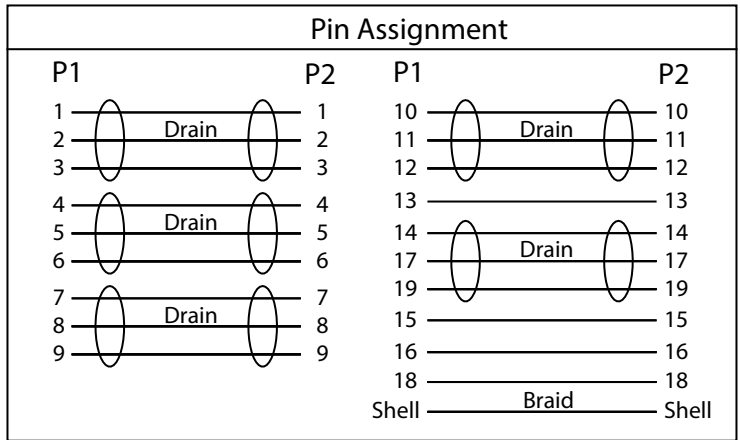 Pin Assignment
P1 P2 P1 P2
1 1 10 10
Drain Drain
2 2 11 11
3 3 12 12
4 4 13 13
Drain
5 5 14 14
Drain
6 6 17 17
7 7 19 19
Drain
8 8 15 15
9 9 16 16
18 18
Braid
Shell Shell